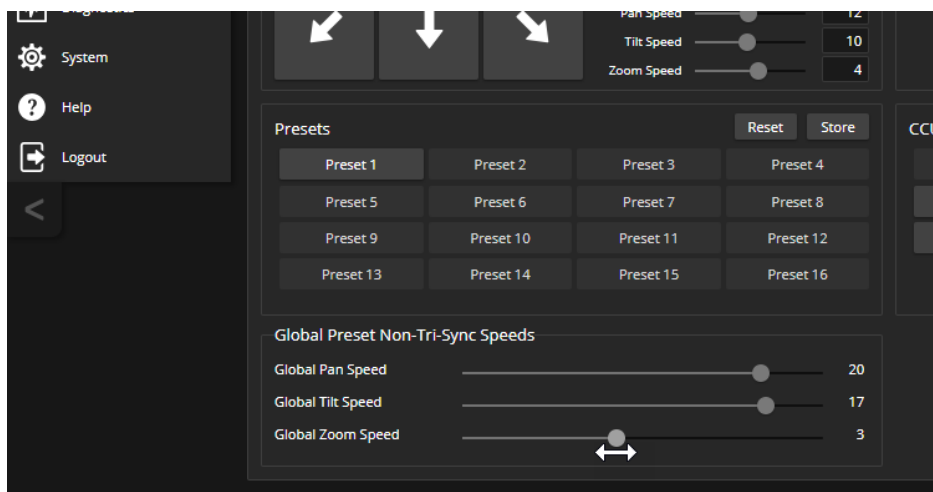 Diagnostics
System
Help
Logout
<
Pan Speed 12
Tilt Speed 10
Zoom Speed 4
Presets Reset Store
Preset 1 Preset 2 Preset 3 Preset 4
Preset 5 Preset 6 Preset 7 Preset 8
Preset 9 Preset 10 Preset 11 Preset 12
Preset 13 Preset 14 Preset 15 Preset 16
Global Preset Non-Tri-Sync Speeds
Global Pan Speed 20
Global Tilt Speed 17
Global Zoom Speed 3
CCU